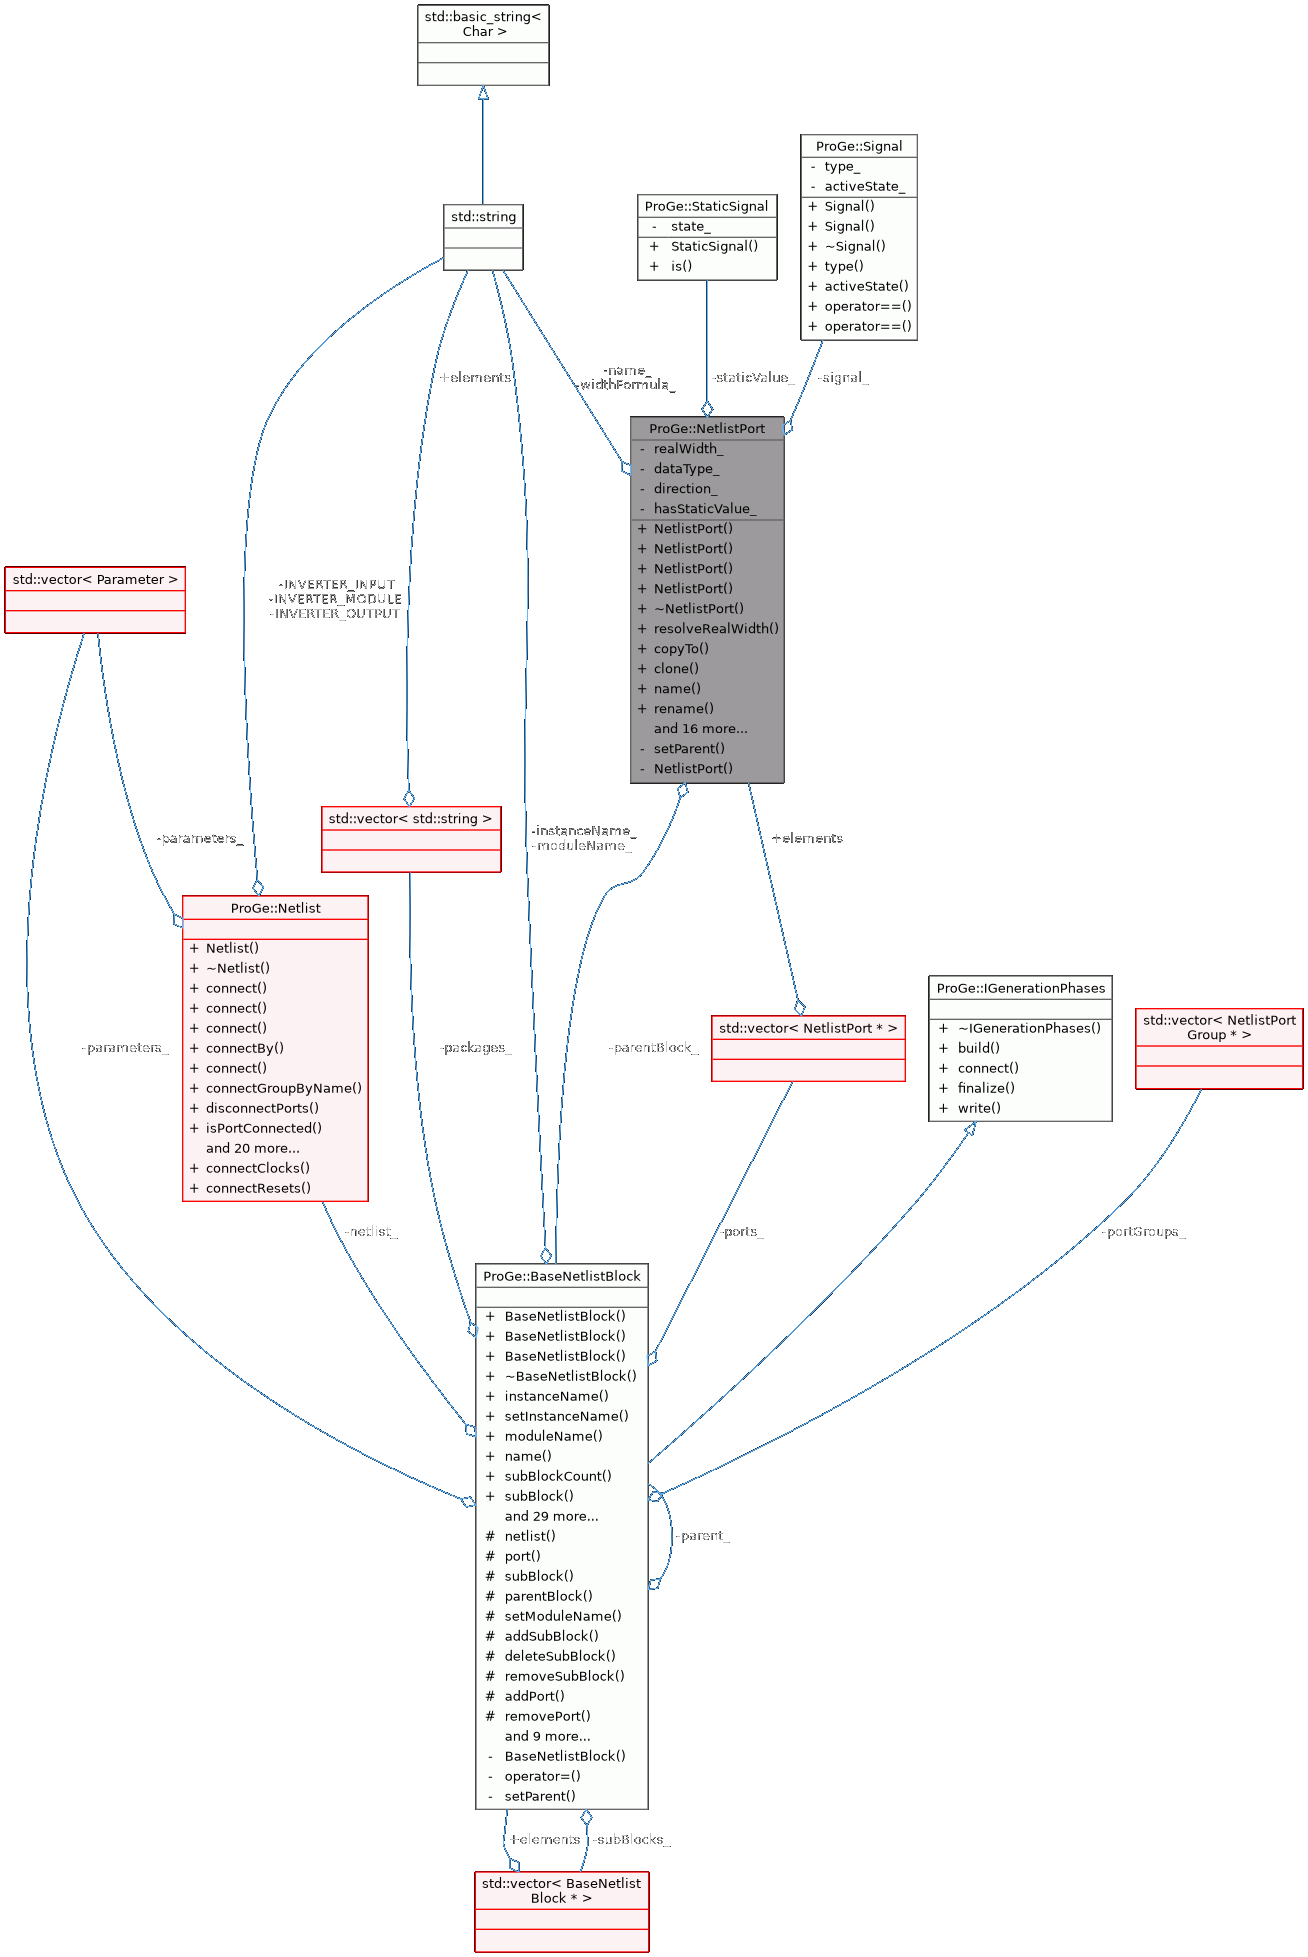 std::basic_string<
Char >
std::string
ProGe::StaticSignal
- state_
+ StaticSignal()
+ is()
ProGe::Signal
- type_
- activeState_
+ Signal()
+ Signal()
+ ~Signal()
+ type()
+ activeState()
+ operator==()
+ operator==()
+elements
-name_
-widthFormula_
-staticValue_
-signal_
ProGe::NetlistPort
- realWidth_
- dataType_
- direction_
- hasStaticValue_
+ NetlistPort()
+ NetlistPort()
+ NetlistPort()
+ NetlistPort()
+ ~NetlistPort()
+ resolveRealWidth()
+ copyTo()
+ clone()
+ name()
+ rename()
and 16 more...
- setParent()
- NetlistPort()
std::vector< Parameter >
-INVERTER_INPUT
-INVERTER_MODULE
-INVERTER_OUTPUT
std::vector< std::string >
-parameters_
-instanceName_
-moduleName_
+elements
ProGe::Netlist
+ Netlist()
+ ~Netlist()
+ connect()
+ connect()
+ connect()
+ connectBy()
+ connect()
+ connectGroupByName()
+ disconnectPorts()
+ isPortConnected()
and 20 more...
+ connectClocks()
+ connectResets()
-parameters_
-packages_
-parentBlock_
std::vector< NetlistPort * >
ProGe::IGenerationPhases
+ ~IGenerationPhases()
+ build()
+ connect()
+ finalize()
+ write()
std::vector< NetlistPort
Group * >
-netlist_
-ports_
-portGroups_
ProGe::BaseNetlistBlock
+ BaseNetlistBlock()
+ BaseNetlistBlock()
+ BaseNetlistBlock()
+ ~BaseNetlistBlock()
+ instanceName()
+ setInstanceName()
+ moduleName()
+ name()
+ subBlockCount()
+ subBlock()
and 29 more...
# netlist()
# port()
# subBlock()
# parentBlock()
# setModuleName()
# addSubBlock()
# deleteSubBlock()
# removeSubBlock()
# addPort()
# removePort()
and 9 more...
- BaseNetlistBlock()
- operator=()
- setParent()
-parent_
+elements
-subBlocks_
std::vector< BaseNetlist
Block * >